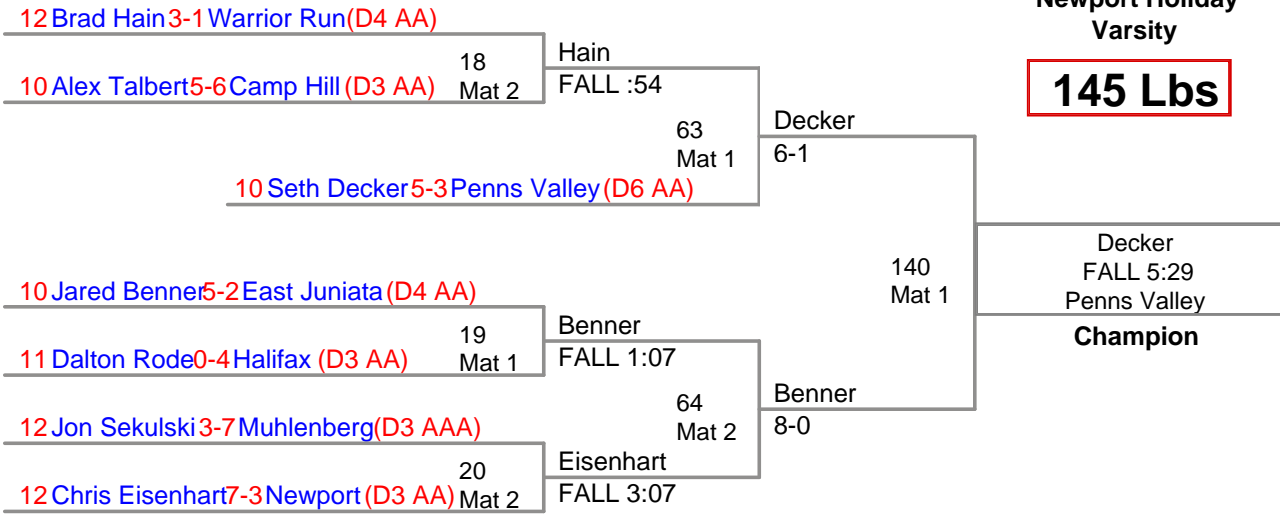 Newport Holiday
Varsity
145 Lbs
12 Brad Hain 3-1 Warrior Run (D4 AA)
18
Mat 2
10 Alex Talbert 5-6 Camp Hill (D3 AA)
Hain
FALL :54
63
Mat 1
10 Seth Decker 5-3 Penns Valley (D6 AA)
Decker
6-1
10 Jared Benner 5-2 East Juniata (D4 AA)
19
Mat 1
11 Dalton Rode 0-4 Halifax (D3 AA)
Benner
FALL 1:07
64
Mat 2
12 Jon Sekulski 3-7 Muhlenberg (D3 AAA)
20
Mat 2
12 Chris Eisenhart 7-3 Newport (D3 AA)
Eisenhart
FALL 3:07
Benner
8-0
140
Mat 1
Decker
FALL 5:29
Penns Valley
Champion